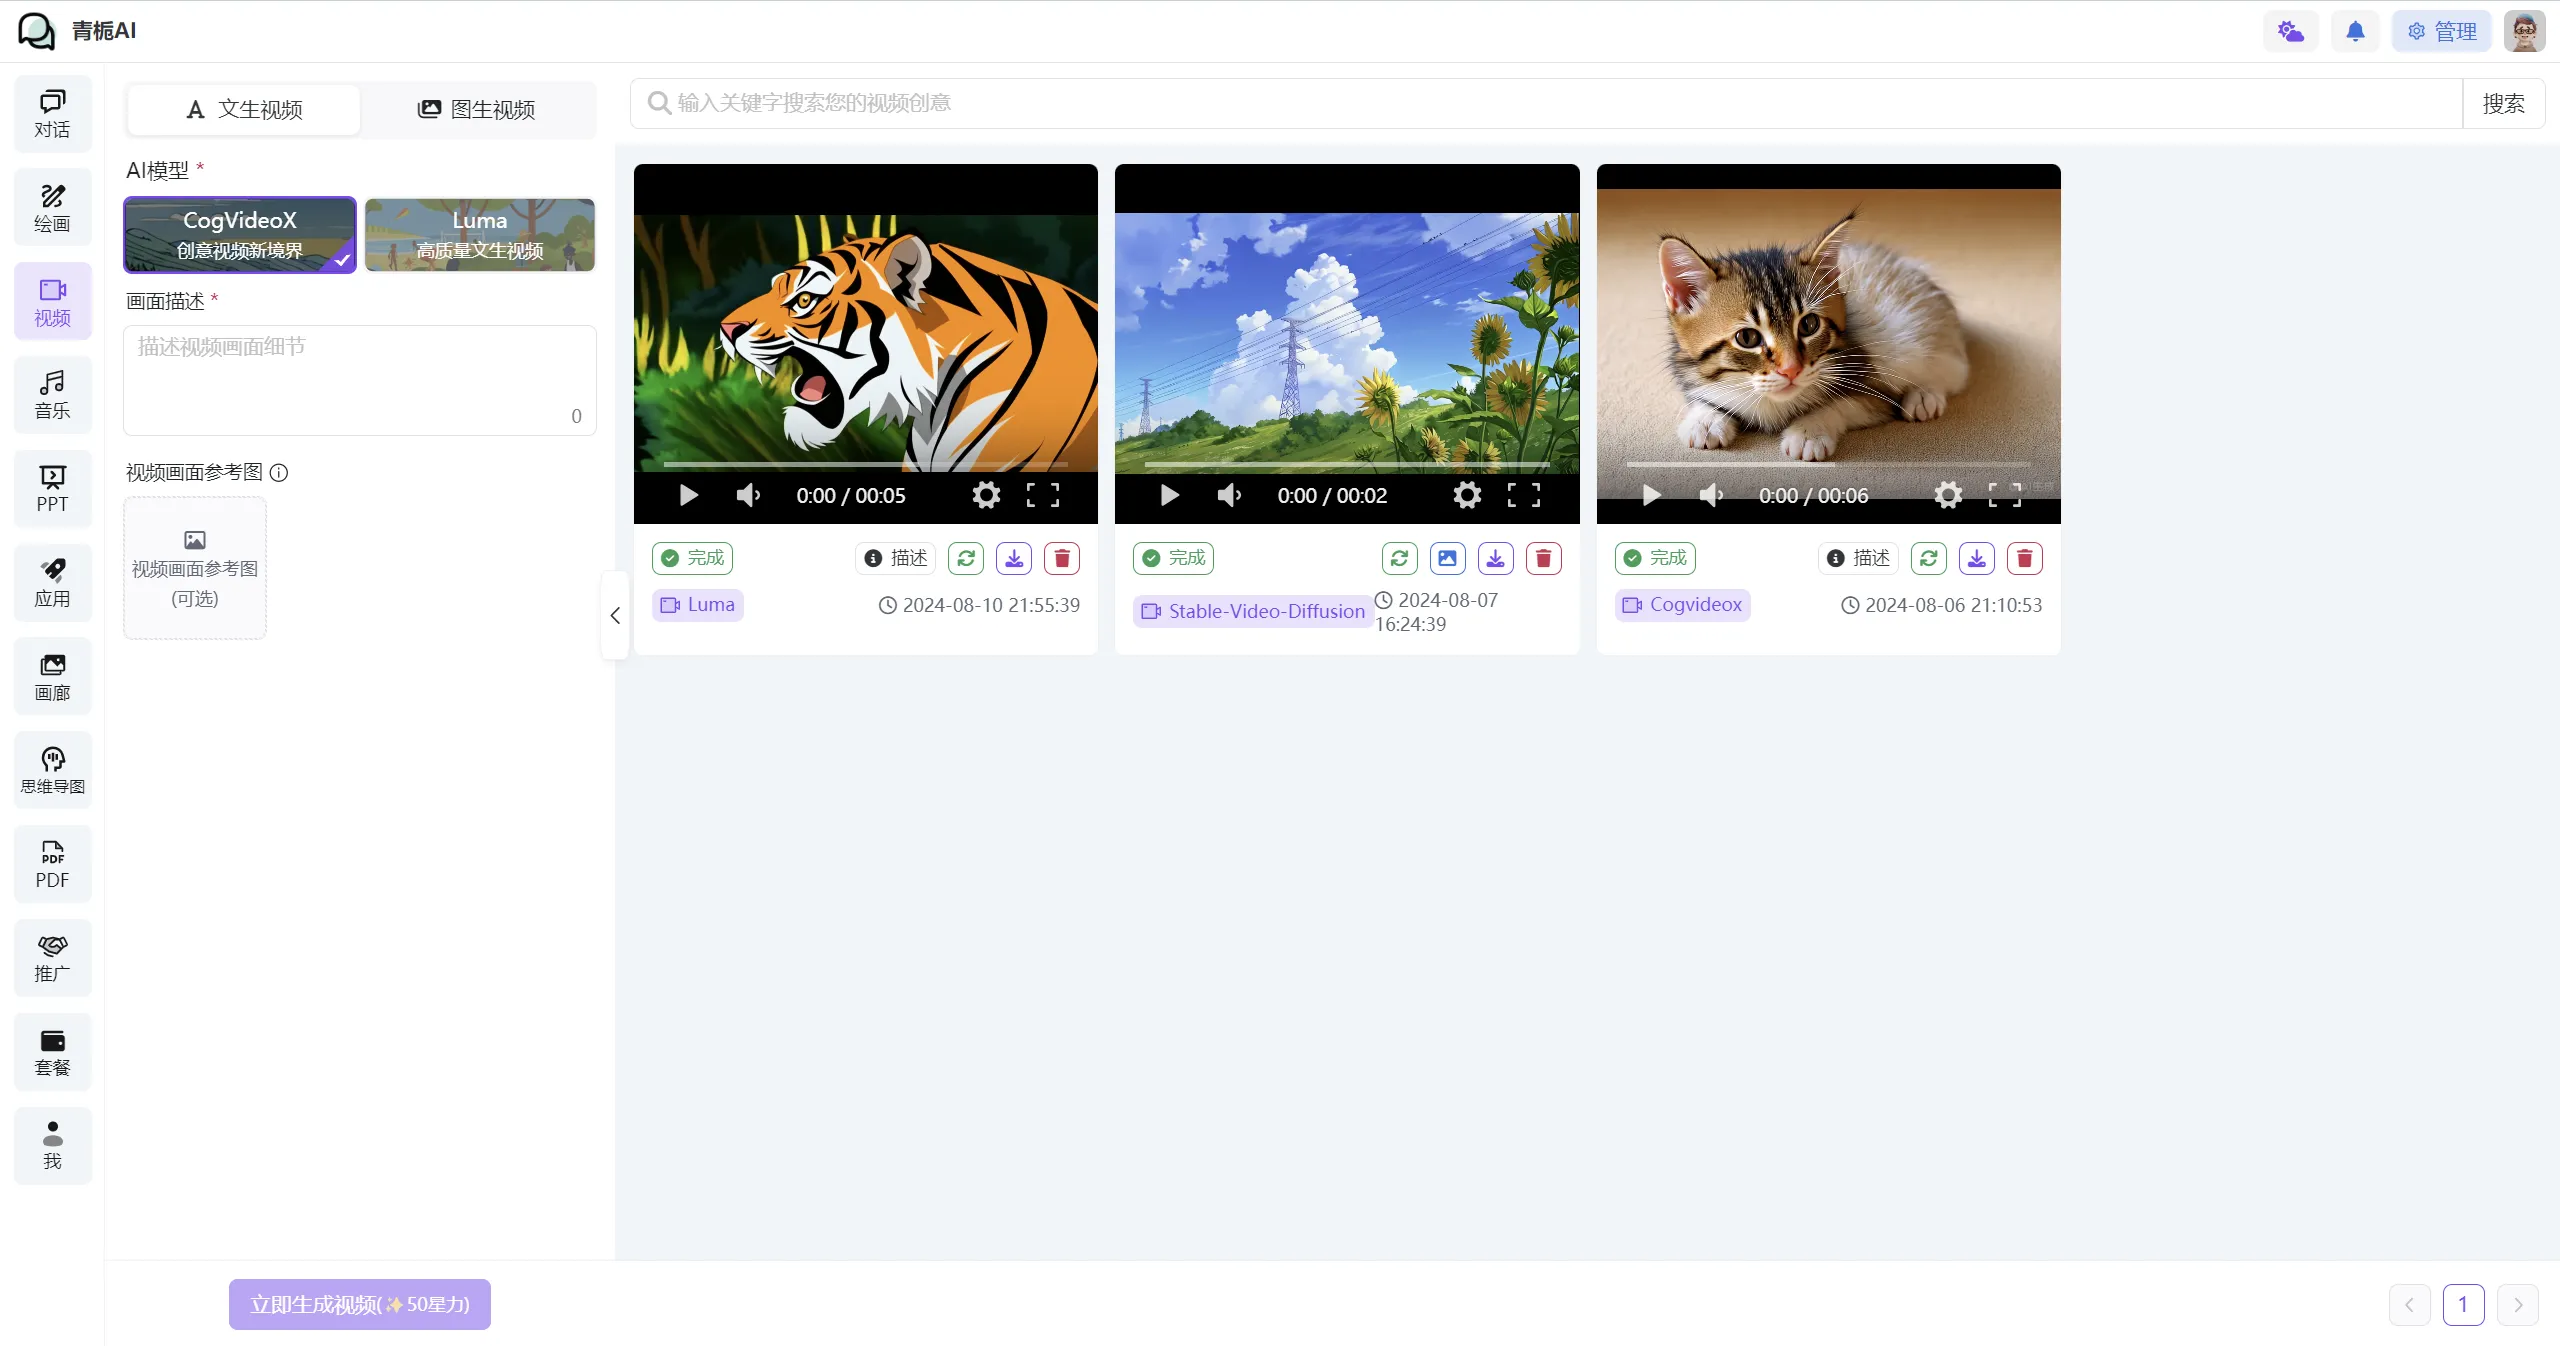 青栀AI
管理
对话
绘画
视频
音乐
PPT
应用
画廊
思维导图
PDF
PDF
推广
套餐
我
文生视频
图生视频
AI模型 *
CogVideoX
创意视频新境界
Luma
高质量文生视频
画面描述 *
描述视频画面细节
0
视频画面参考图
视频画面参考图
(可选)
立即生成视频(✨50星力)
输入关键字搜索您的视频创意
搜索
0:00 / 00:05
完成
描述
Luma
2024-08-10 21:55:39
0:00 / 00:02
完成
Stable-Video-Diffusion
2024-08-07
16:24:39
0:00 / 00:06
完成
描述
Cogvideox
2024-08-06 21:10:53
1